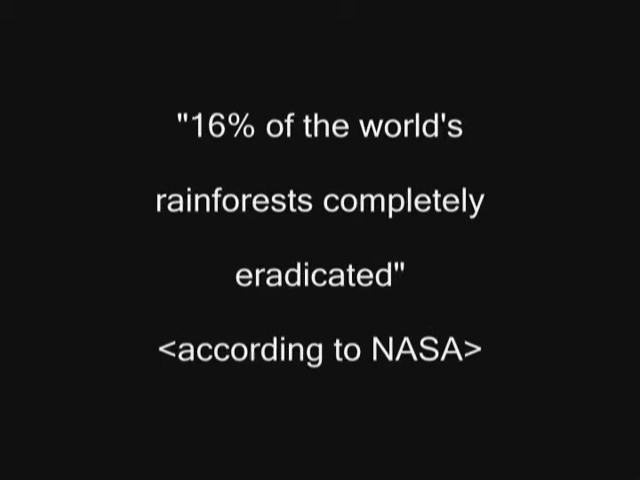 "16% of the world's
rainforests completely
eradicated"
<according to NASA>